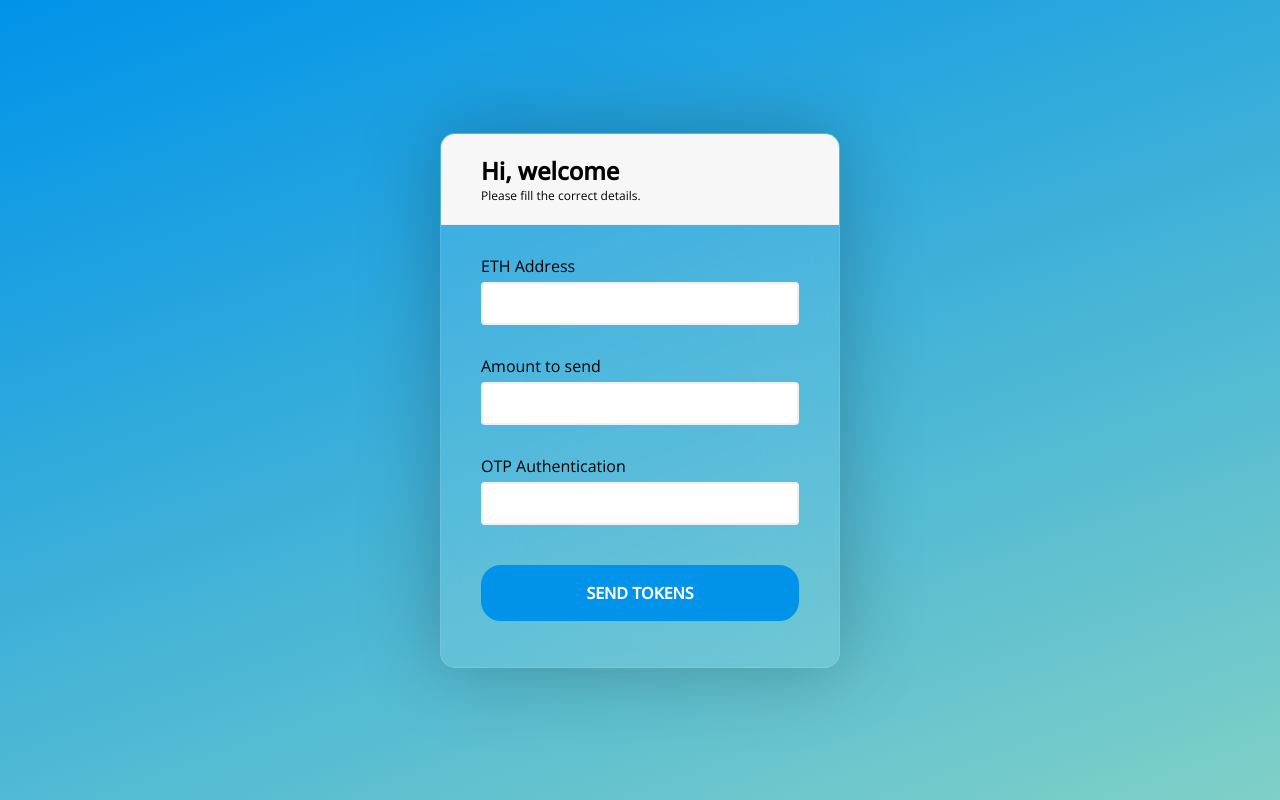 Hi, welcome
Please fill the correct details.
ETH Address
Amount to send
OTP Authentication
SEND TOKENS